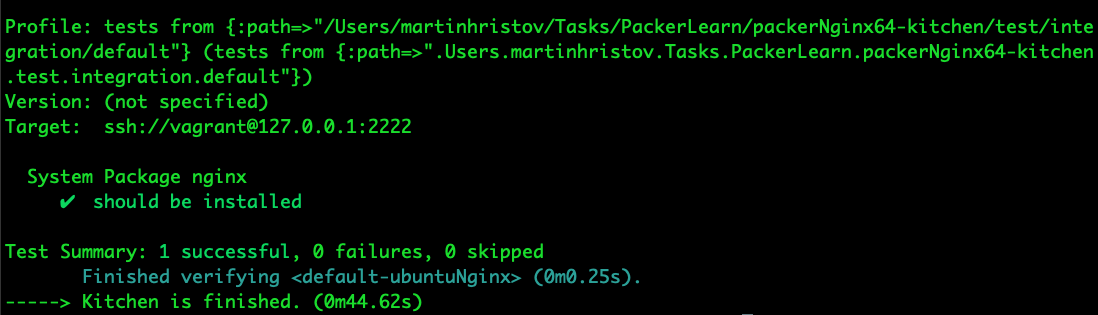 Profile: tests from {:path=>"/Users/martinhristov/Tasks/PackerLearn/packerNginx64-kitchen/test/inte
gration/default"} (tests from {:path=>".Users.martinhristov.Tasks.PackerLearn.packerNginx64-kitchen
.test.integration.default"})
Version: (not specified)
Target:  ssh://vagrant@127.0.0.1:2222
System Package nginx
✔ should be installed
Test Summary: 1 successful, 0 failures, 0 skipped
Finished verifying <default-ubuntuNginx> (0m0.25s).
-----> Kitchen is finished. (0m44.62s)